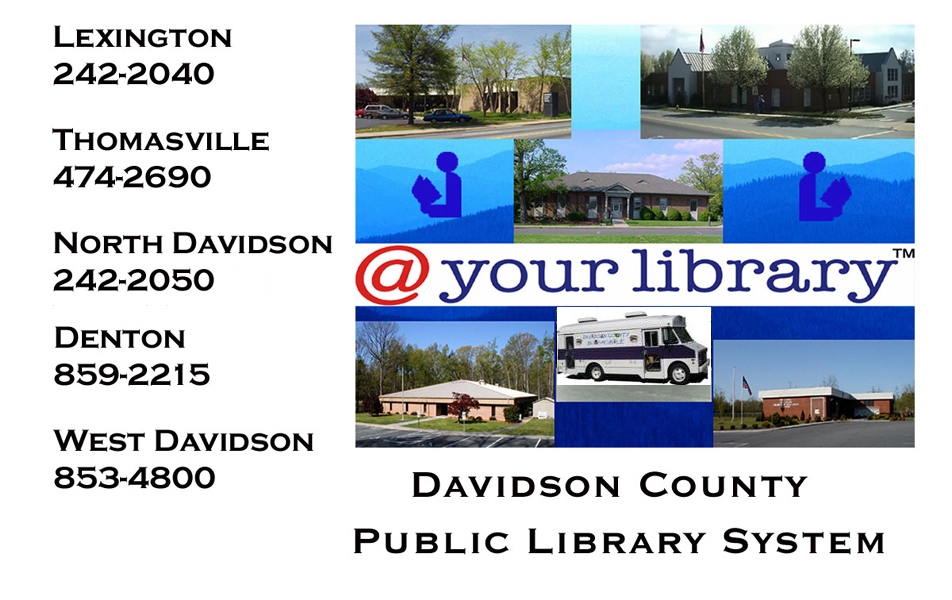 Lexington
242-2040
Thomasville
474-2690
North Davidson
242-2050
Denton
859-2215
West Davidson
853-4800
@ your library™
Davidson County
Public Library System